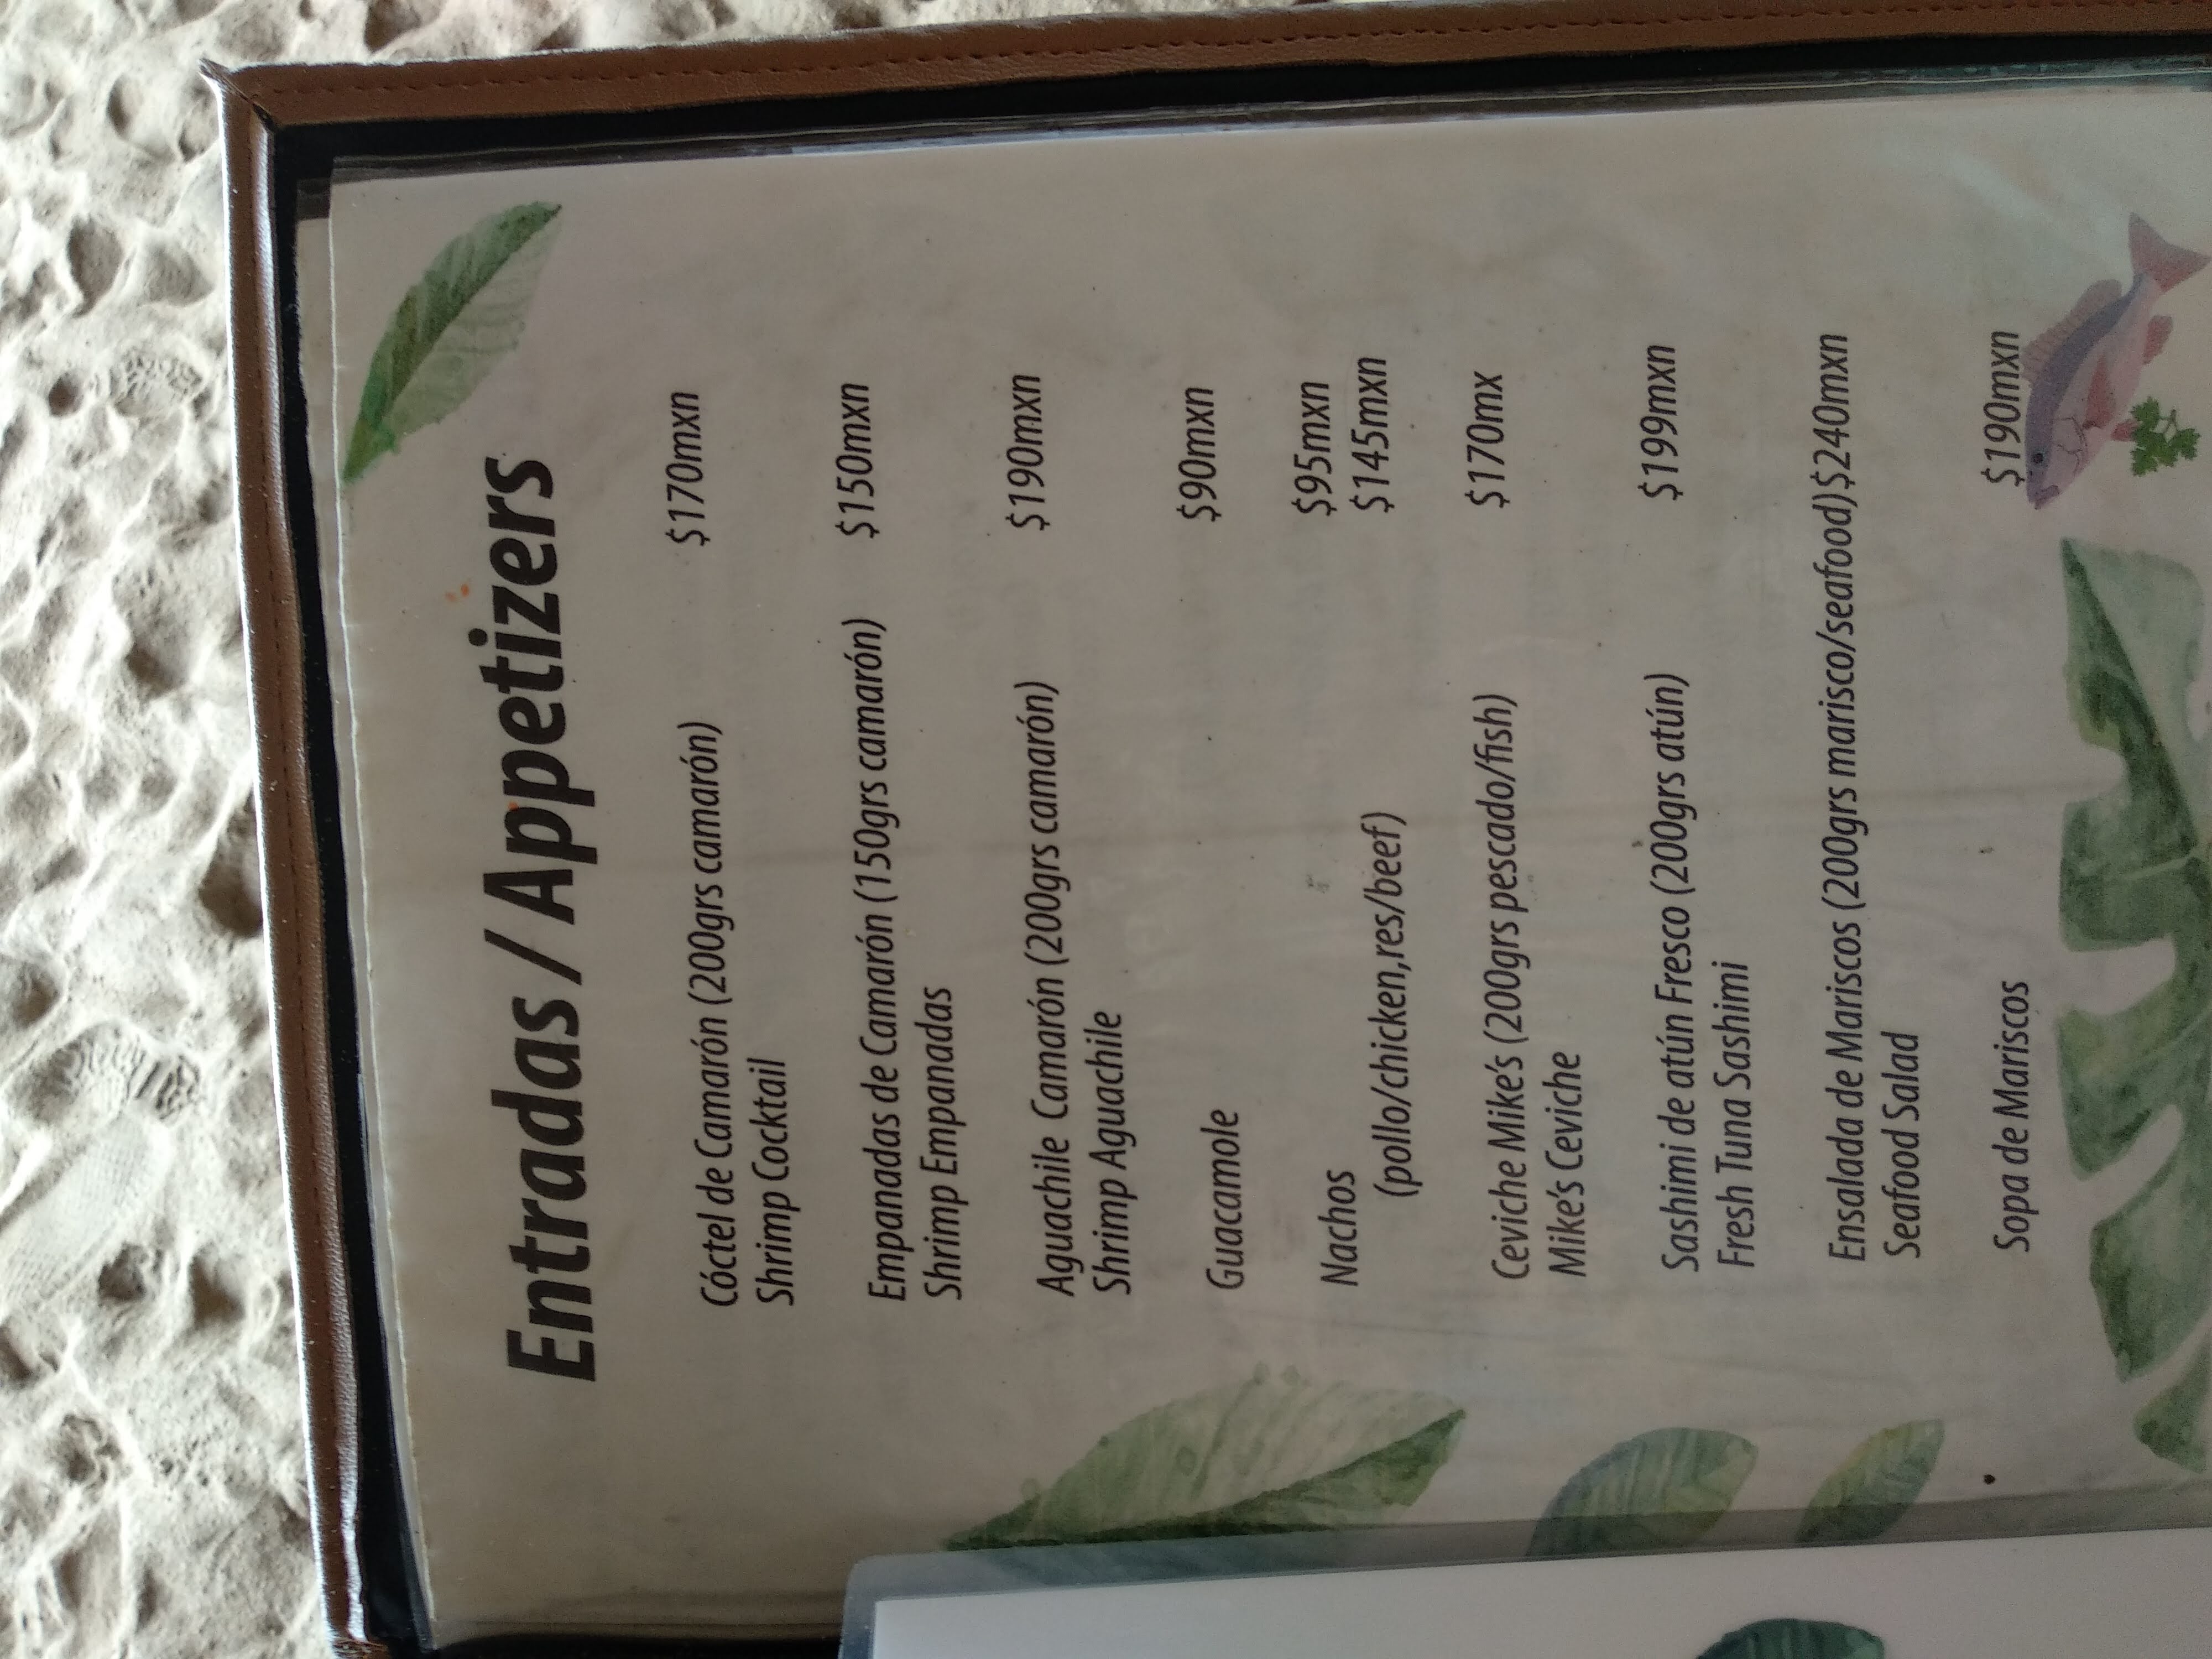 Entradas / Appetizers
Cóctel de Camarón (200grs camarón) $170mxn
Shrimp Cocktail
Empanadas de Camarón (150grs camarón) $150mxn
Shrimp Empanadas
Aguachile Camarón (200grs camarón) $190mxn
Shrimp Aguachile
Guacamole $90mxn
Nachos $95mxn
(pollo/chicken,res/beef) $145mxn
Ceviche Mike's (200grs pescado/fish) $170mx
Mike's Ceviche
Sashimi de atún Fresco (200grs atún) $199mxn
Fresh Tuna Sashimi
Ensalada de Mariscos (200grs marisco/seafood) $240mxn
Seafood Salad
Sopa de Mariscos $190mxn